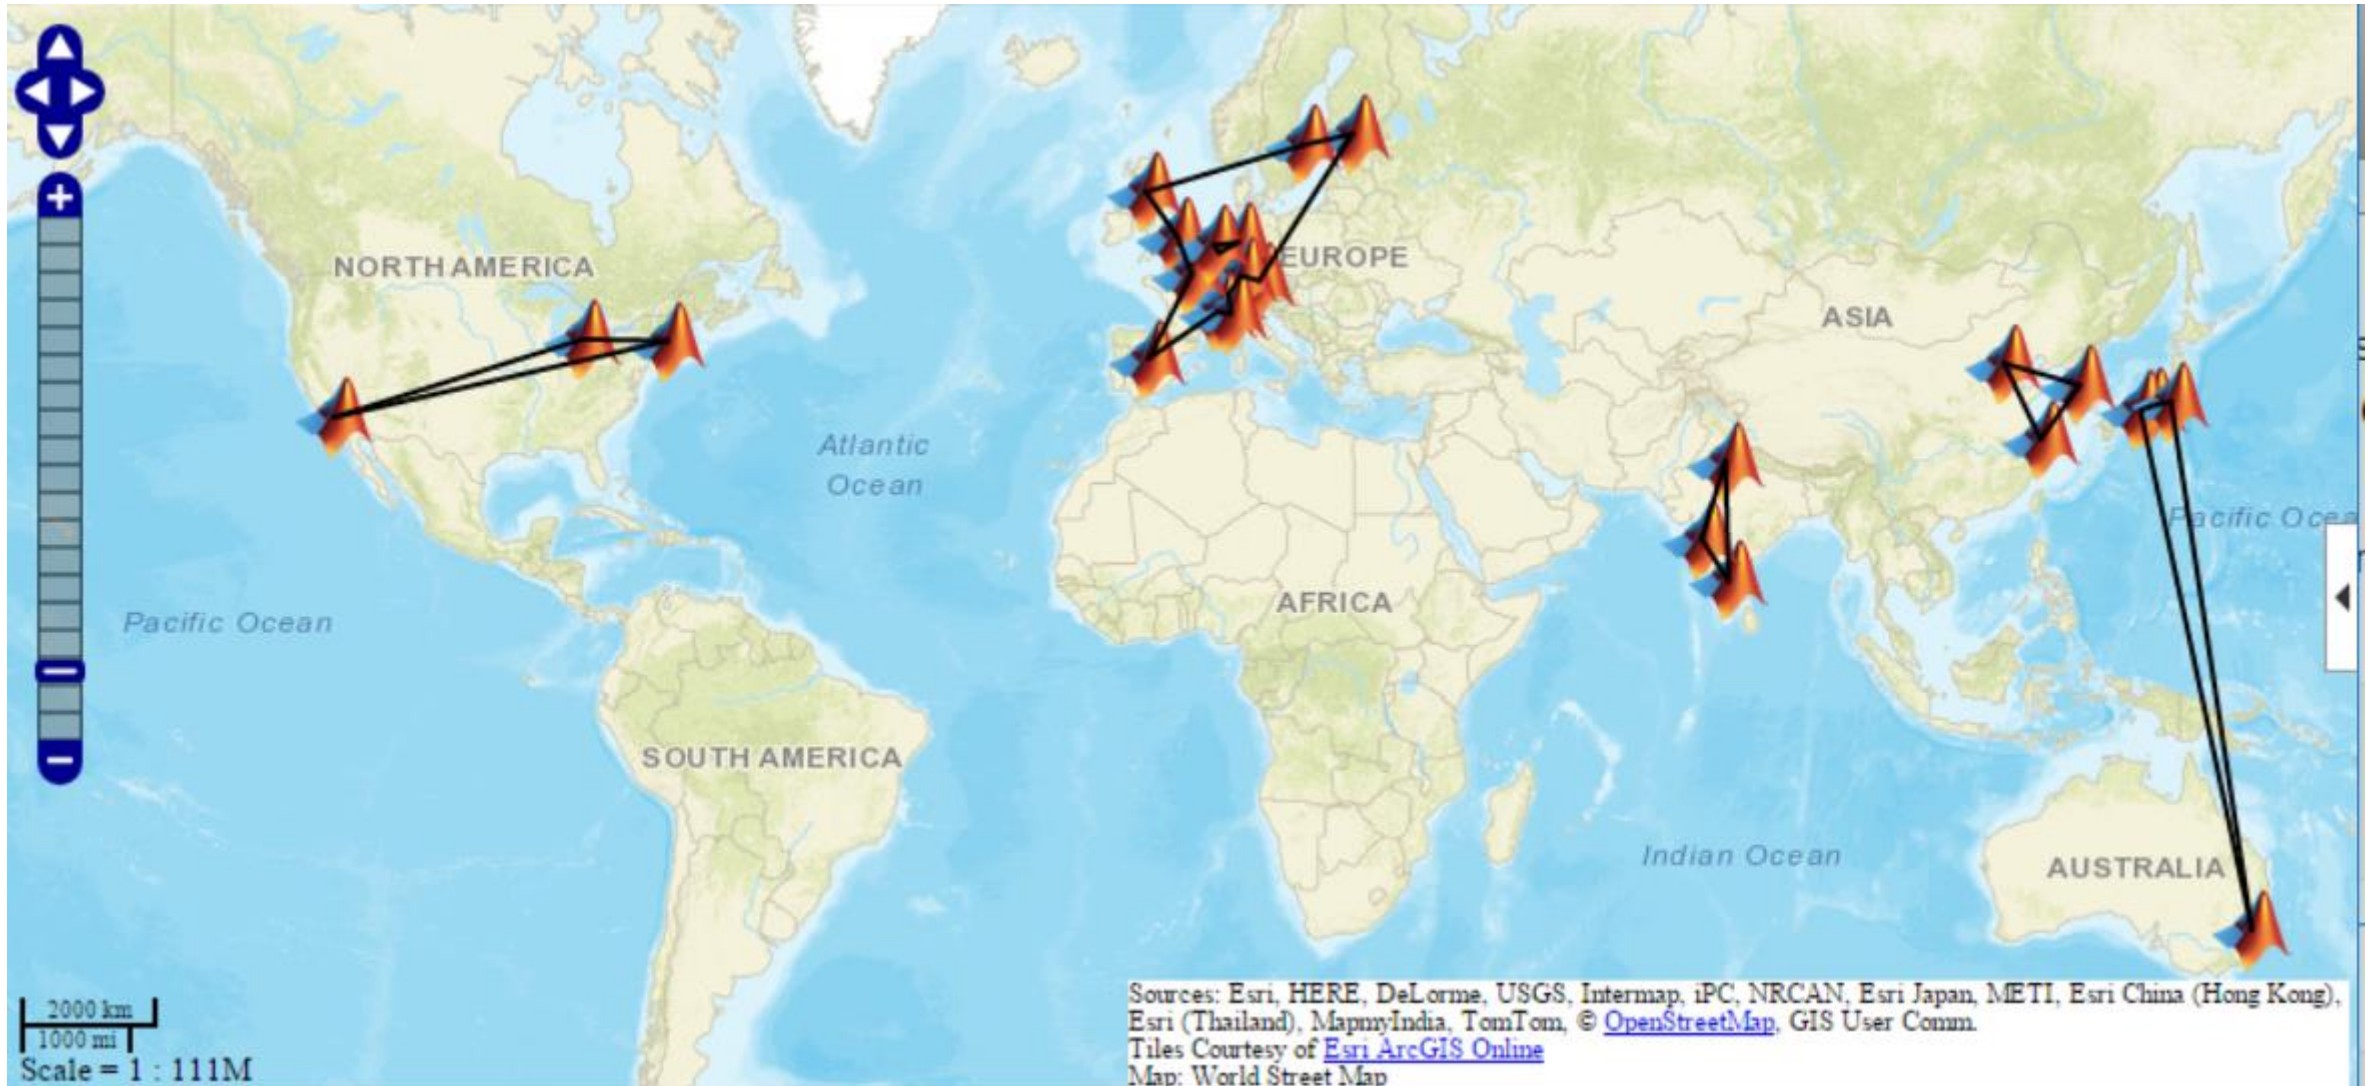 NORTH AMERICA
EUROPE
ASIA
Atlantic
Ocean
Pacific Ocea
Pacific Ocean
AFRICA
SOUTH AMERICA
Indian Ocean
AUSTRALIA
2000 km
1000 mi
Scale = 1 : 111M
Sources: Esri, HERE, DeLorme, USGS, Intermap, iPC, NRCAN, Esri Japan, METI, Esri China (Hong Kong),
Esri (Thailand), MapmyIndia, TomTom, © OpenStreetMap, GIS User Comm.
Tiles Courtesy of Esri ArcGIS Online
Map: World Street Map